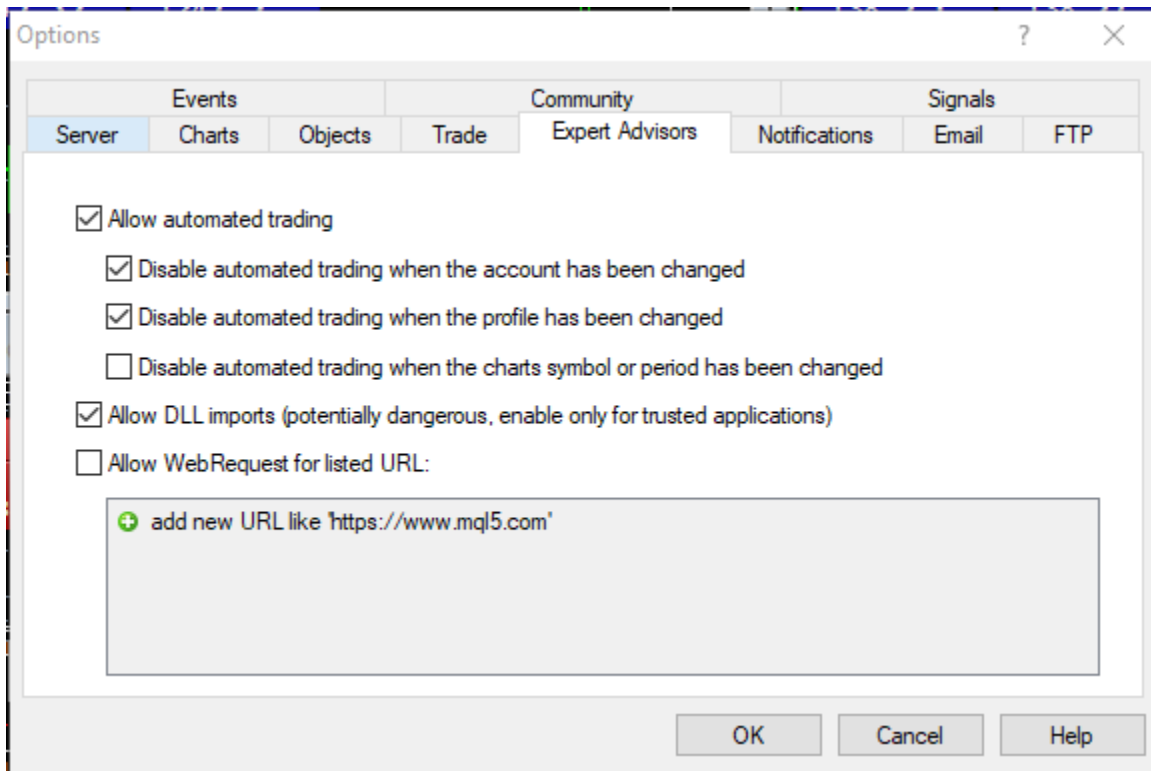 Options
Events Community Signals
Server Charts Objects Trade Expert Advisors Notifications Email FTP
Allow automated trading
Disable automated trading when the account has been changed
Disable automated trading when the profile has been changed
Disable automated trading when the charts symbol or period has been changed
Allow DLL imports (potentially dangerous, enable only for trusted applications)
Allow WebRequest for listed URL:
add new URL like 'https://www.mql5.com'
OK Cancel Help